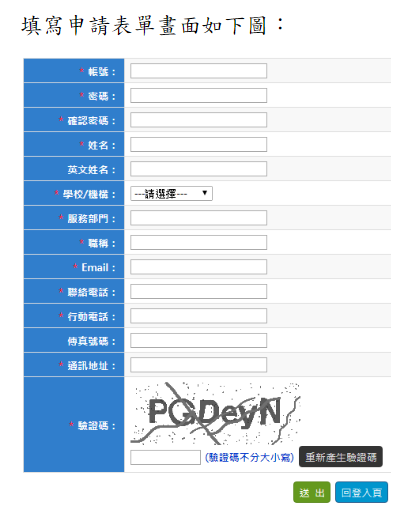 填寫申請表單畫面如下圖：
* 帳號：
* 密碼：
* 確認密碼：
* 姓名：
英文姓名：
* 學校/機構： ---請選擇---
* 服務部門：
* 職稱：
* Email：
* 聯絡電話：
* 行動電話：
傳真號碼：
* 通訊地址：
PGDeyN
* 驗證碼：
(驗證碼不分大小寫) 重新產生驗證碼
送 出 回登入頁